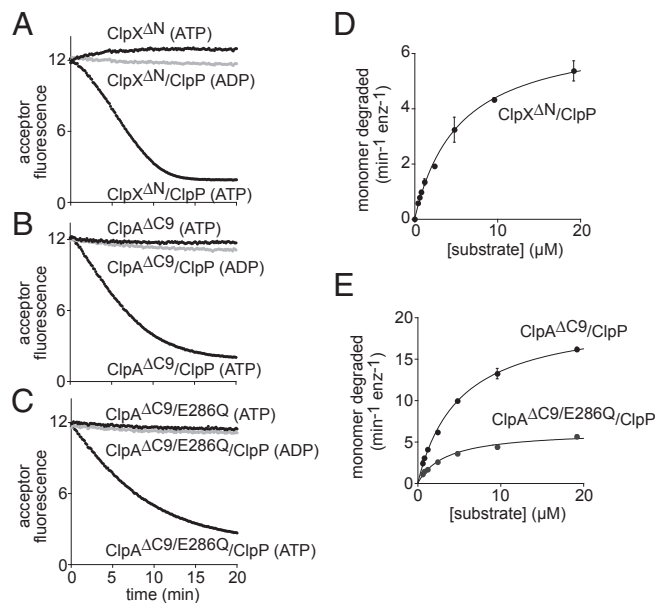 A
12
6
0
acceptor
fluorescence
ClpX^ΔN (ATP)
ClpX^ΔN/ClpP (ADP)
ClpX^ΔN/ClpP (ATP)
B
12
6
0
acceptor
fluorescence
ClpA^ΔC9 (ATP)
ClpA^ΔC9/ClpP (ADP)
ClpA^ΔC9/ClpP (ATP)
C
12
6
0
acceptor
fluorescence
ClpA^ΔC9/E286Q (ATP)
ClpA^ΔC9/E286Q/ClpP (ADP)
ClpA^ΔC9/E286Q/ClpP (ATP)
0 5 10 15 20
time (min)
D
6
4
2
0
monomer degraded
(min-1 enz-1)
ClpX^ΔN/ClpP
0 10 20
[substrate] (μM)
E
20
15
10
5
0
monomer degraded
(min-1 enz-1)
ClpA^ΔC9/ClpP
ClpA^ΔC9/E286Q/ClpP
0 10 20
[substrate] (μM)